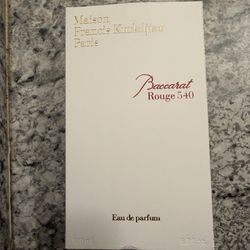 Maison
Francis Kurkdjian
Paris
Baccarat
Rouge 540
Eau de parfum